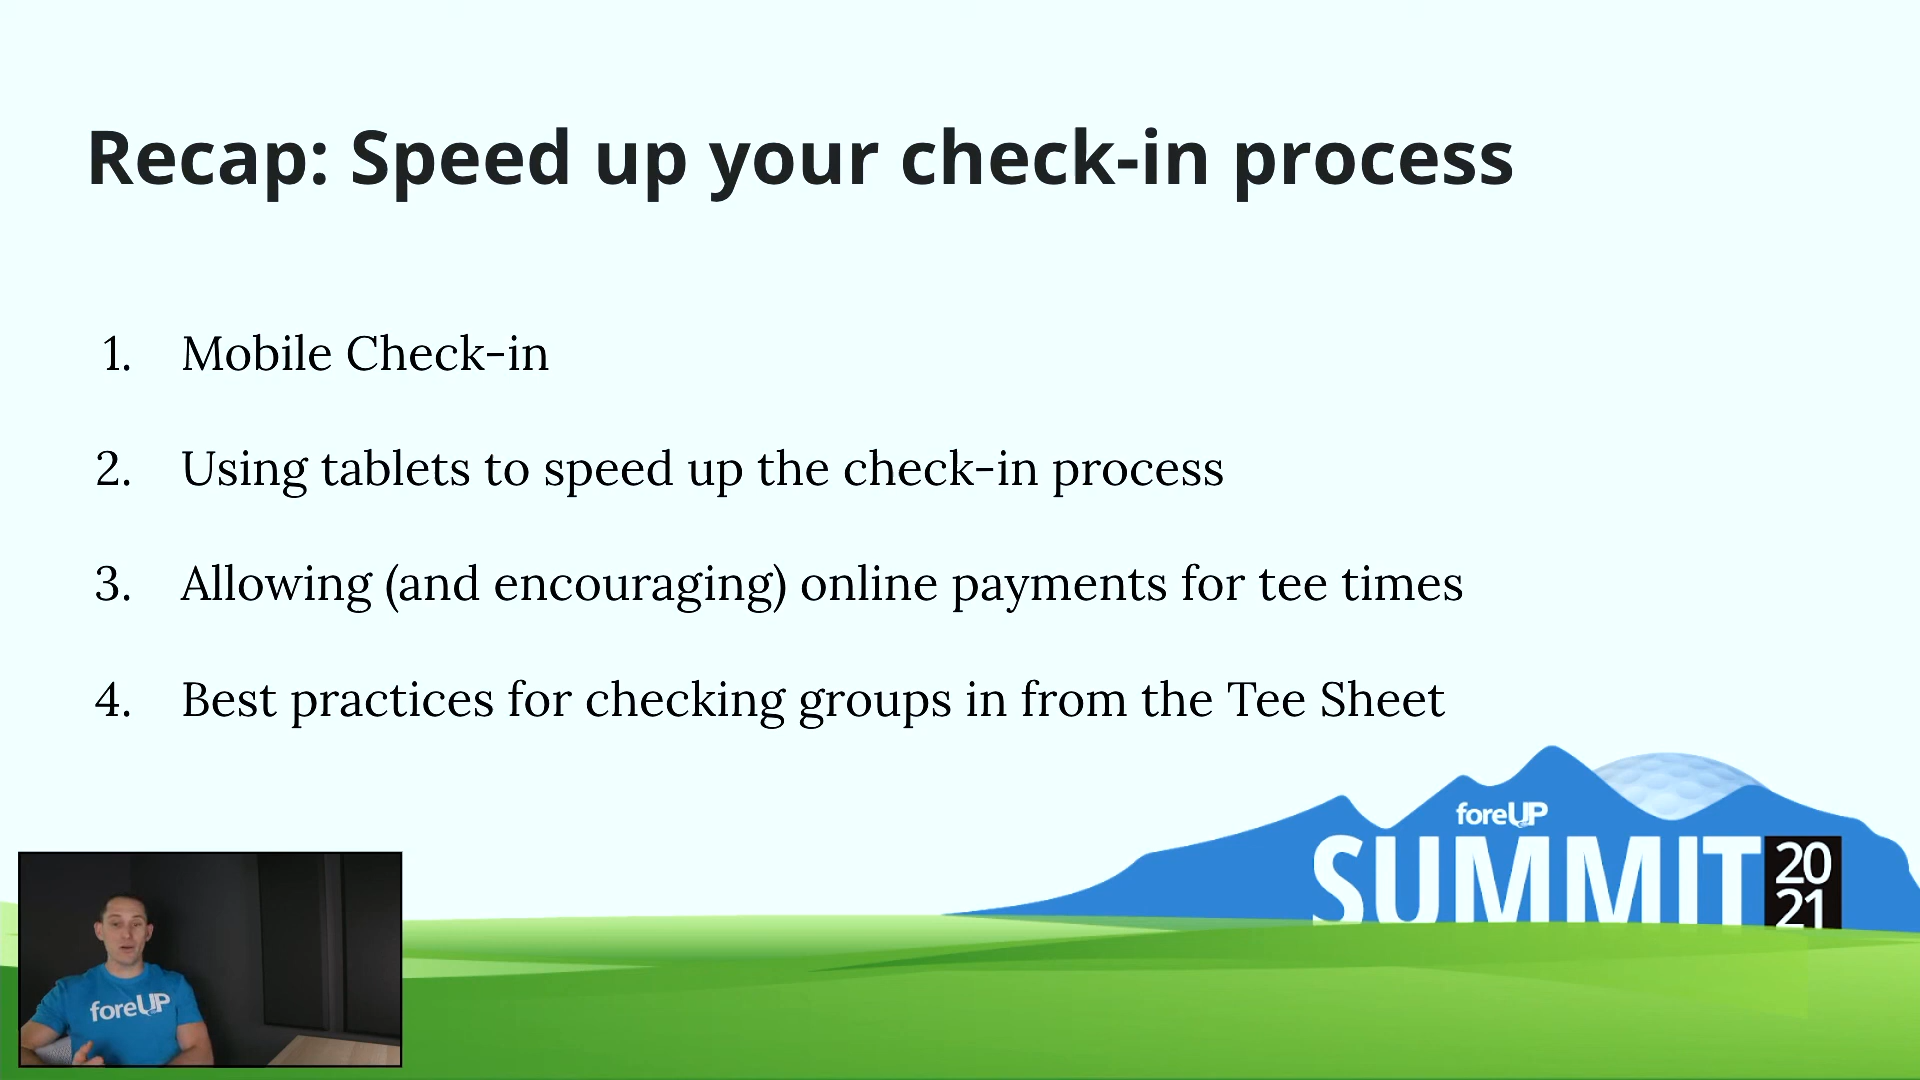 Recap: Speed up your check-in process
1. Mobile Check-in
2. Using tablets to speed up the check-in process
3. Allowing (and encouraging) online payments for tee times
4. Best practices for checking groups in from the Tee Sheet
foreUP
SUMMIT 20
21
foreUP